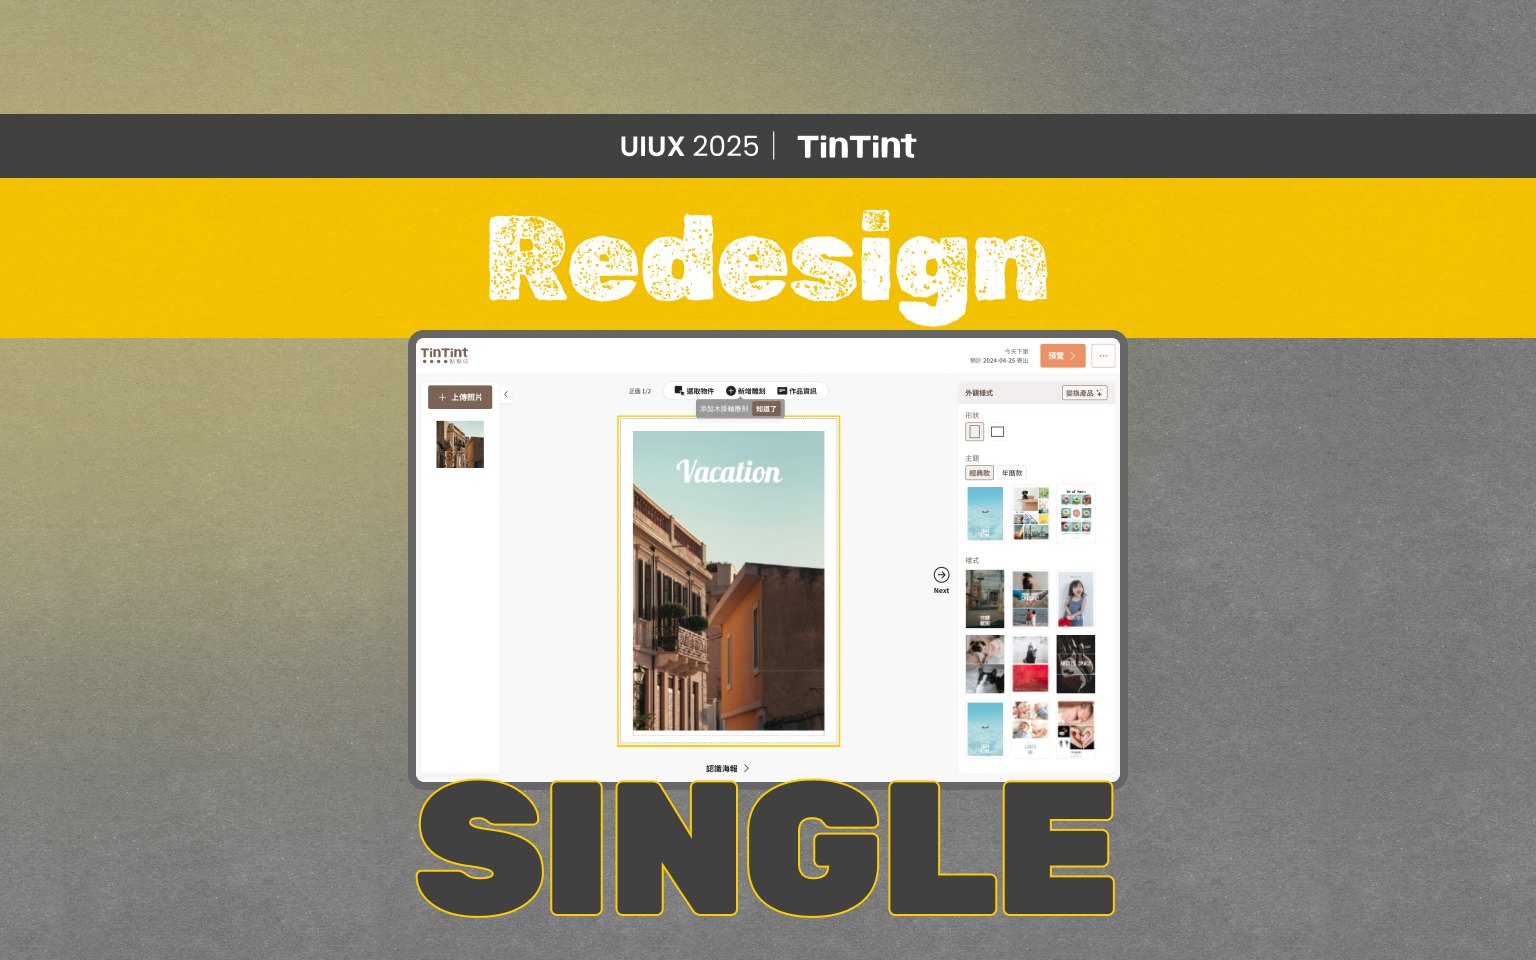 UIUX 2025 | TinTint
Redesign
TinTint
點點印
今天下單
預計 2024-04-25 寄出
預覽
上傳照片
正面 1/2
選取物件
新增雕刻
作品資訊
添加木掛軸雕刻
知道了
Vacation
Next
認識海報
外觀樣式
變換產品
形狀
主題
經典款
年曆款
樣式
SINGLE